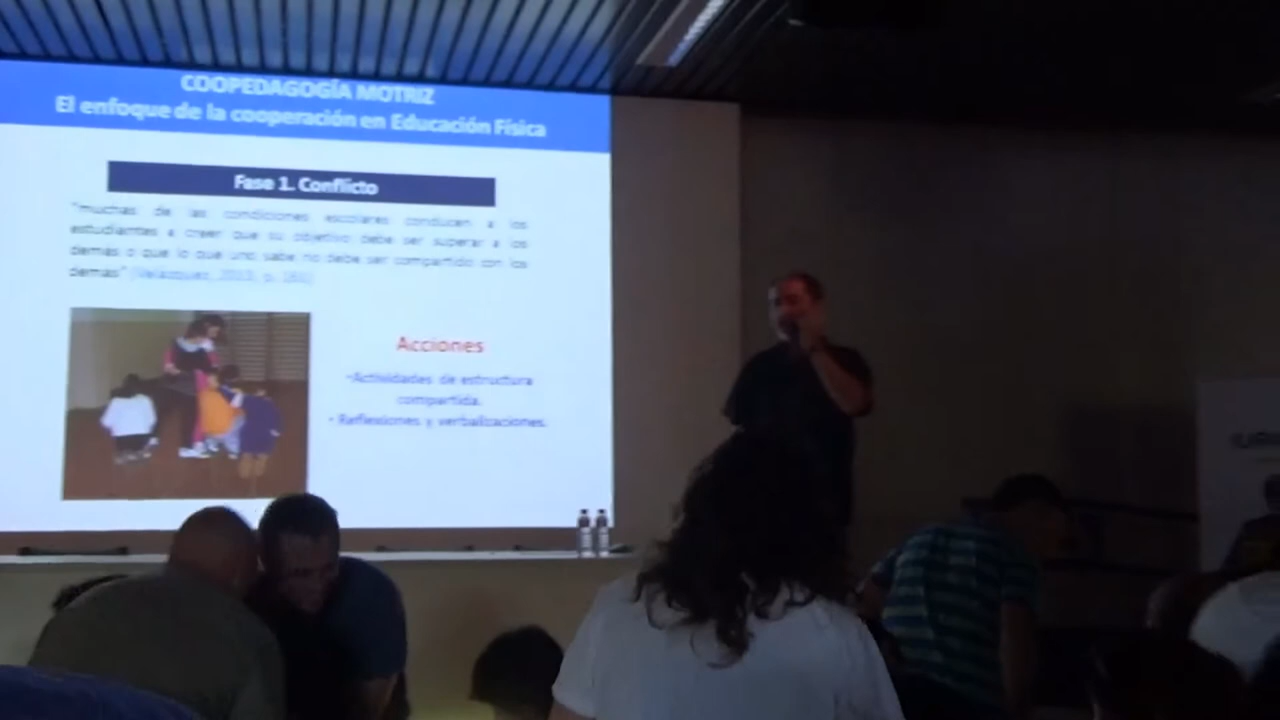 COOPEDAGOGÍA MOTRIZ
El enfoque de la cooperación en Educación Física
Fase 1. Conflicto
"muchas de las condiciones escolares conducen a los
estudiantes a creer que su objetivo debe ser superar a los
demás o que lo que uno sabe no debe ser compartido con los
demás" (Velázquez, 2013, p.
Acciones
•Actividades de estructura
compartida.
• Reflexiones y verbalizaciones.